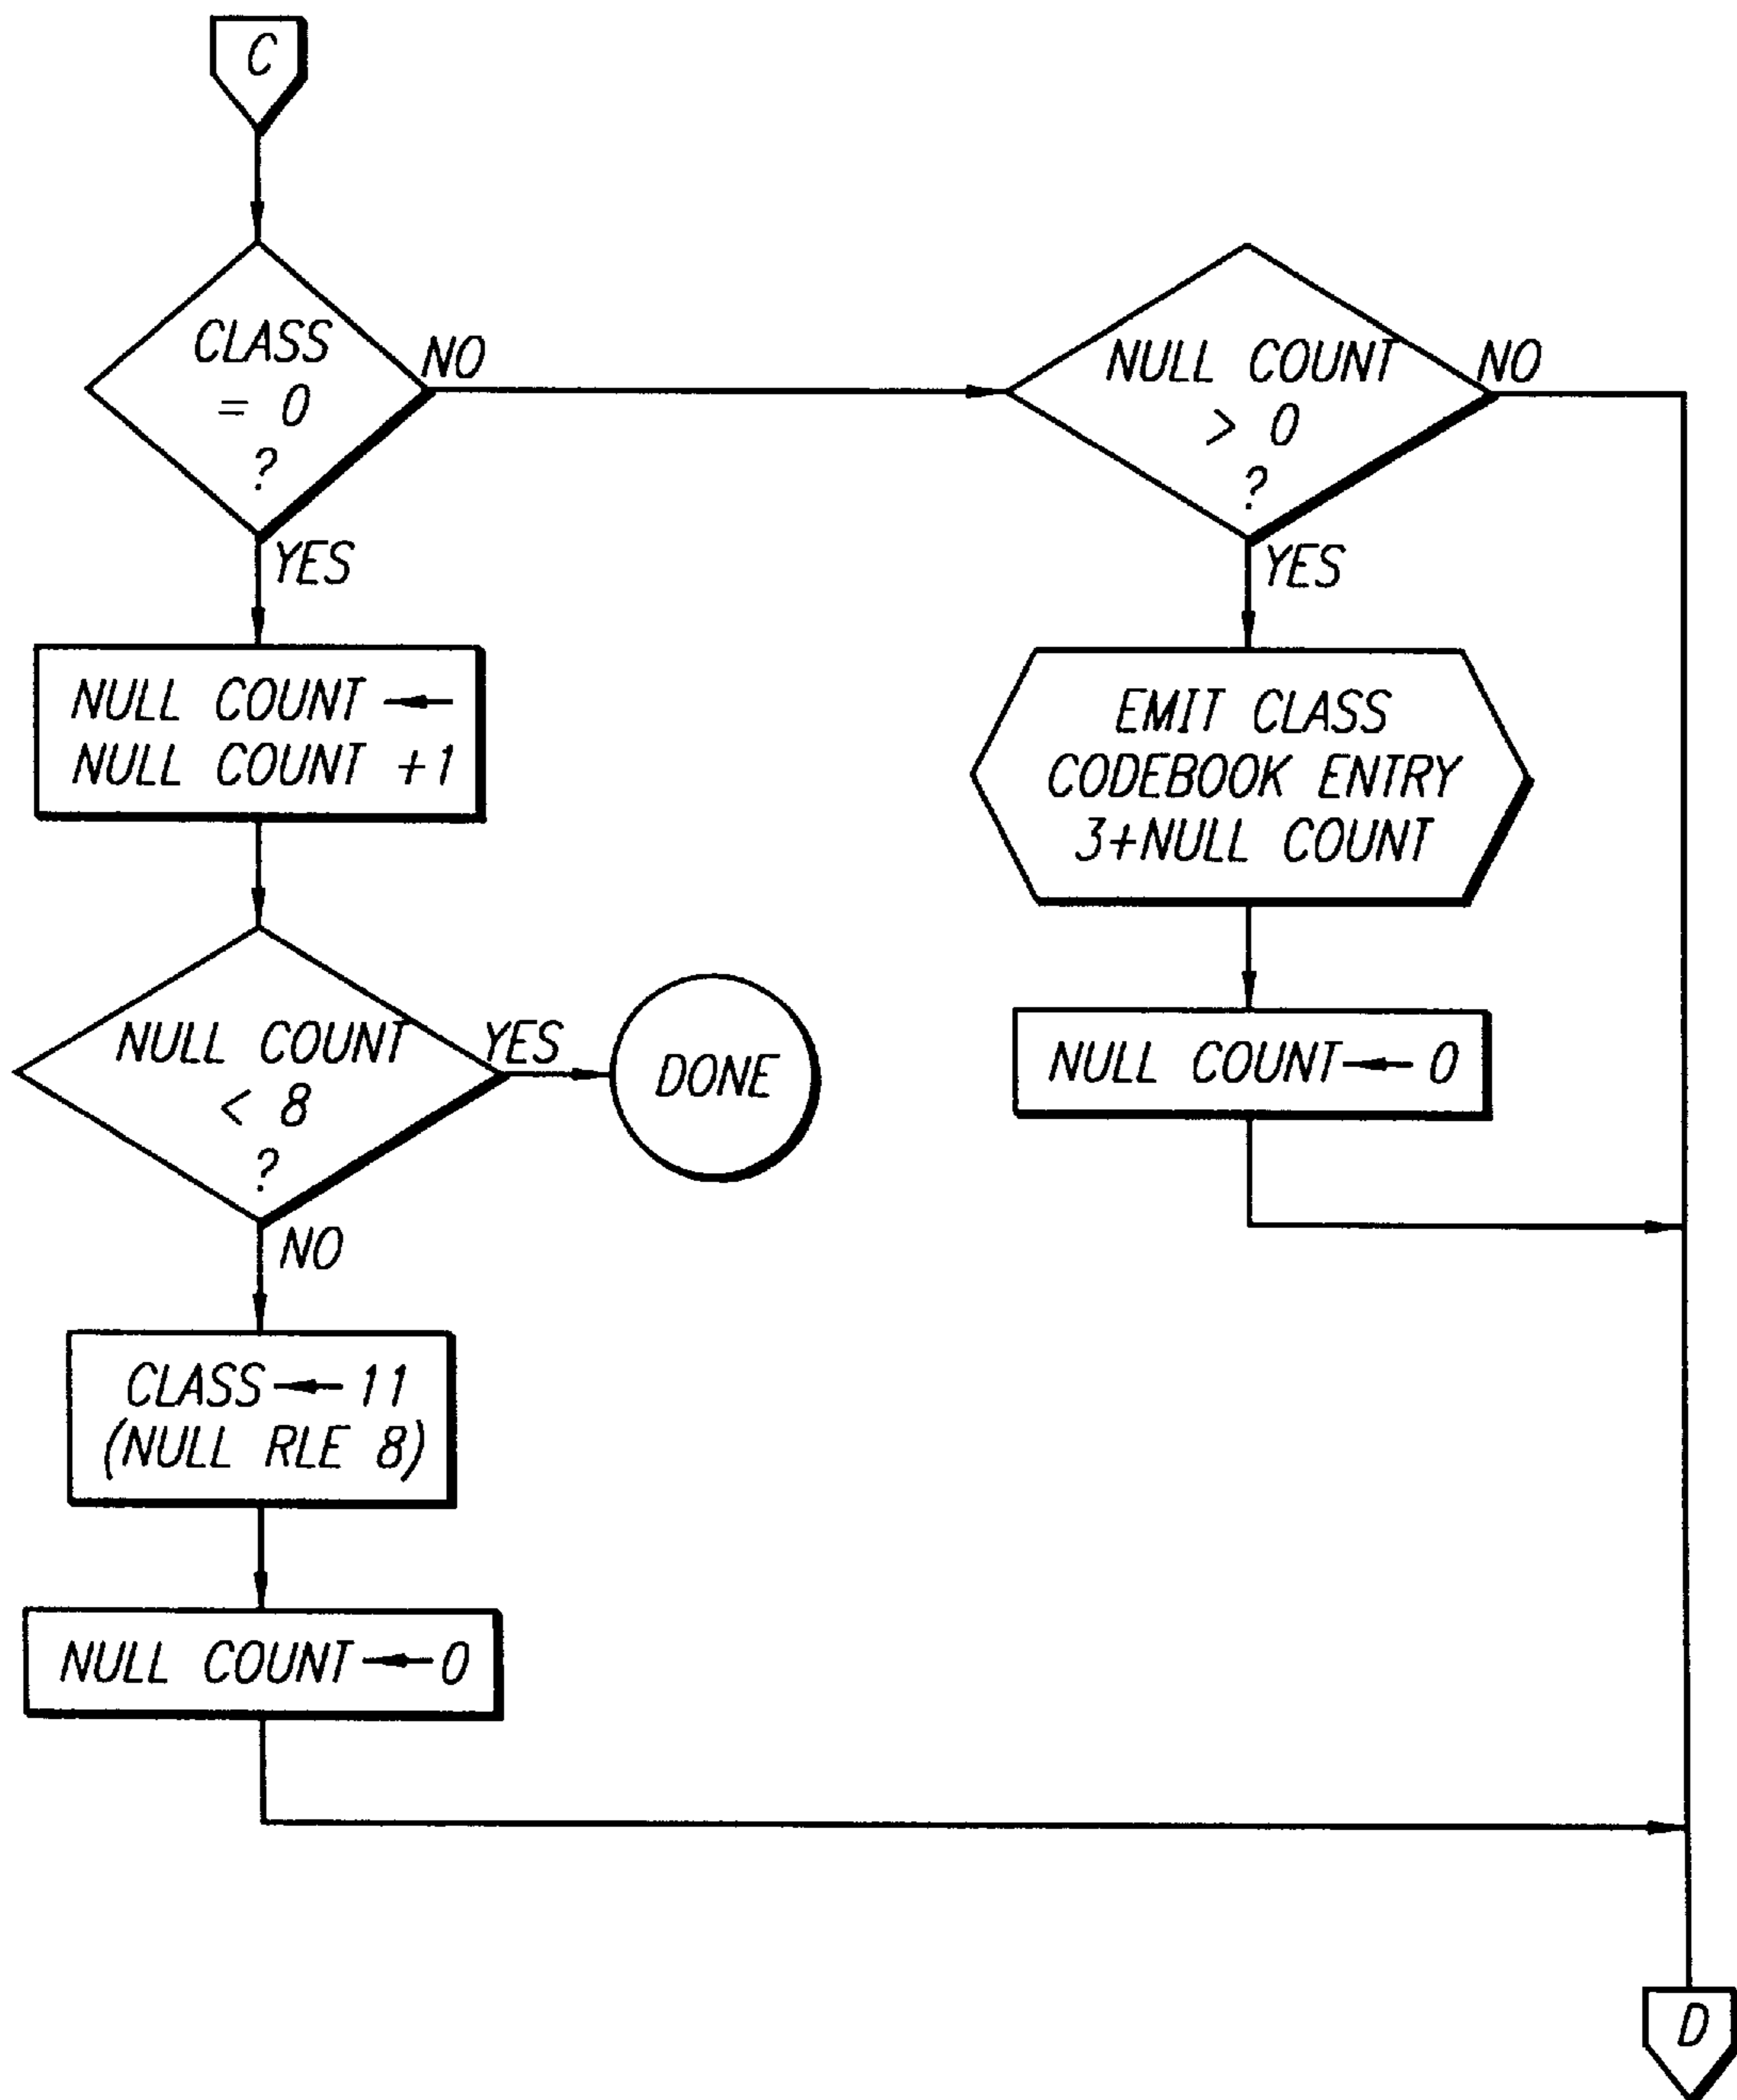 C
CLASS
= 0
?
NO
YES
NULL COUNT ←
NULL COUNT +1
NULL COUNT
< 8
?
YES
DONE
NO
CLASS ← 11
(NULL RLE 8)
NULL COUNT ← 0
NULL COUNT
> 0
?
NO
YES
EMIT CLASS
CODEBOOK ENTRY
3+NULL COUNT
NULL COUNT ← 0
D